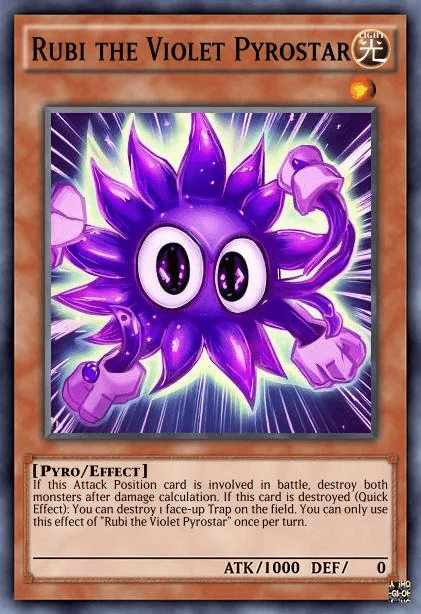 RUBI THE VIOLET PYROSTAR
LIGHT
光
[PYRO/EFFECT]
If this Attack Position card is involved in battle, destroy both
monsters after damage calculation. If this card is destroyed (Quick
Effect): You can destroy 1 face-up Trap on the field. You can only use
this effect of "Rubi the Violet Pyrostar" once per turn.
ATK/1000 DEF/ 0